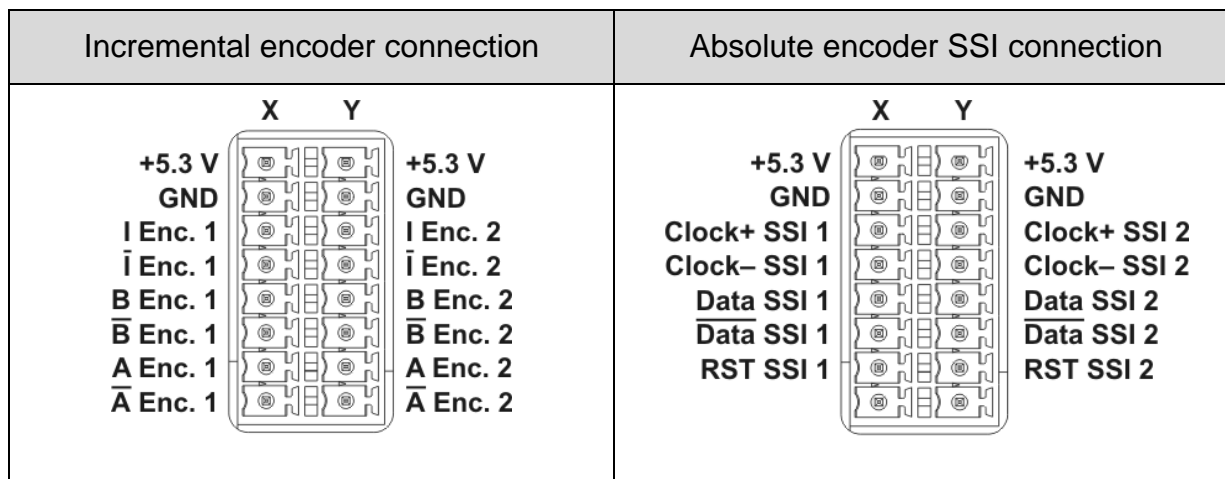 Incremental encoder connection
Absolute encoder SSI connection
X Y
+5.3 V +5.3 V
GND GND
I Enc. 1 I Enc. 2
I̅ Enc. 1 I̅ Enc. 2
B Enc. 1 B Enc. 2
B̅ Enc. 1 B̅ Enc. 2
A Enc. 1 A Enc. 2
A̅ Enc. 1 A̅ Enc. 2
X Y
+5.3 V +5.3 V
GND GND
Clock+ SSI 1 Clock+ SSI 2
Clock– SSI 1 Clock– SSI 2
Data SSI 1 Data SSI 2
D̅a̅t̅a̅ SSI 1 D̅a̅t̅a̅ SSI 2
RST SSI 1 RST SSI 2